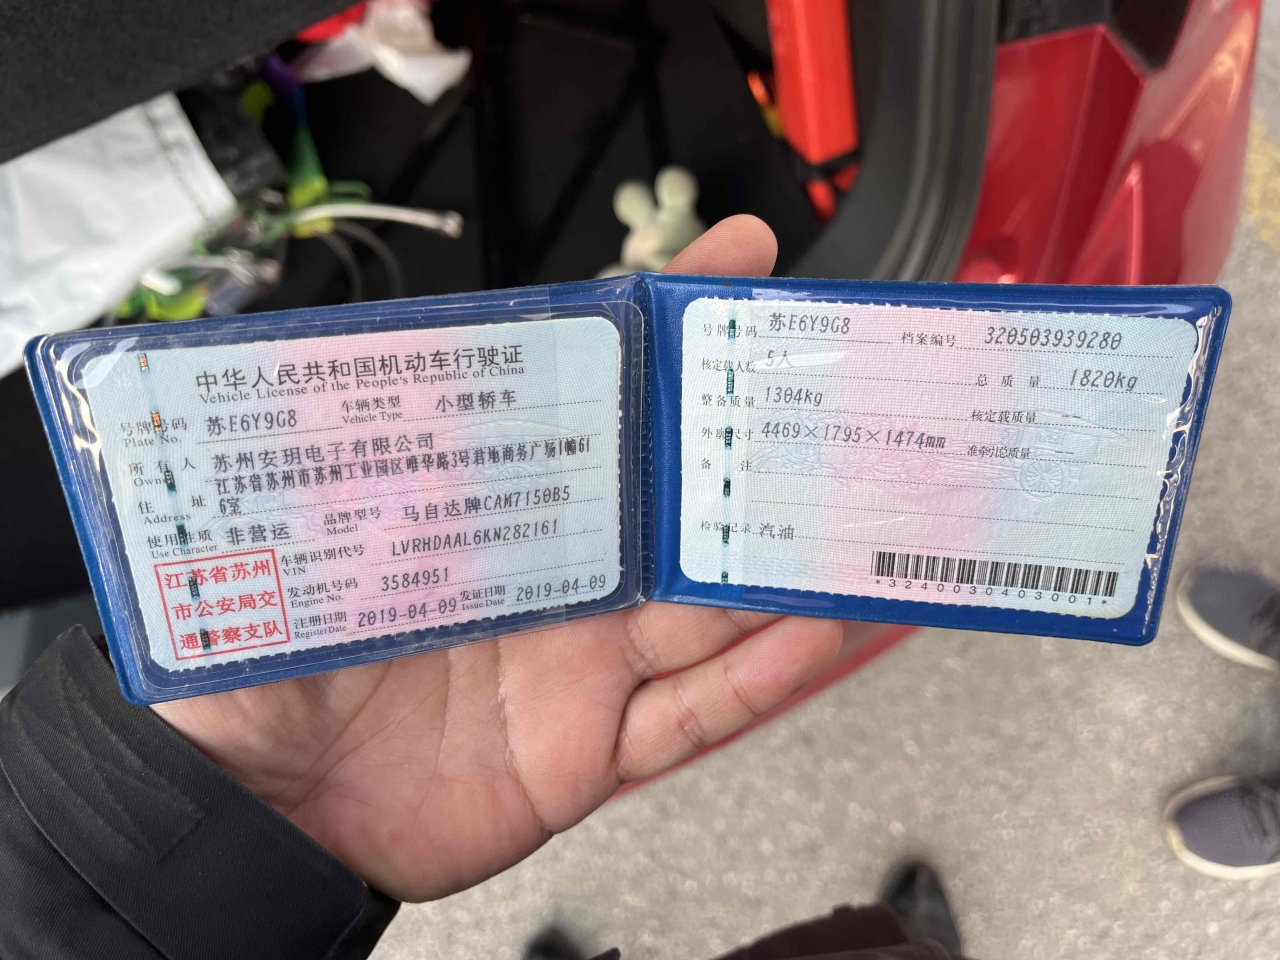 中华人民共和国机动车行驶证
Vehicle License of the People's Republic of China
号牌号码 苏E6Y9G8 车辆类型 小型轿车
Plate No. Vehicle Type
所有人 苏州安玥电子有限公司
Owner
住址 江苏省苏州市苏州工业园区唯华路3号君地商务广场1幢61
6室
Address
使用性质 非营运 品牌型号 马自达牌CAM7150B5
Use Character Model
车辆识别代号 LVRHDAAL6KN282161
VIN
发动机号码 3584951
Engine No.
注册日期 2019-04-09 发证日期 2019-04-09
Register Date Issue Date
江苏省苏州
市公安局交
通警察支队
号牌号码 苏E6Y9G8 档案编号 320503939280
核定载人数 5人 总质量 1820kg
整备质量 1304kg 核定载质量 --
外廓尺寸 4469×1795×1474mm 准牵引总质量 --
备注
检验记录 汽油
*3240030403001*